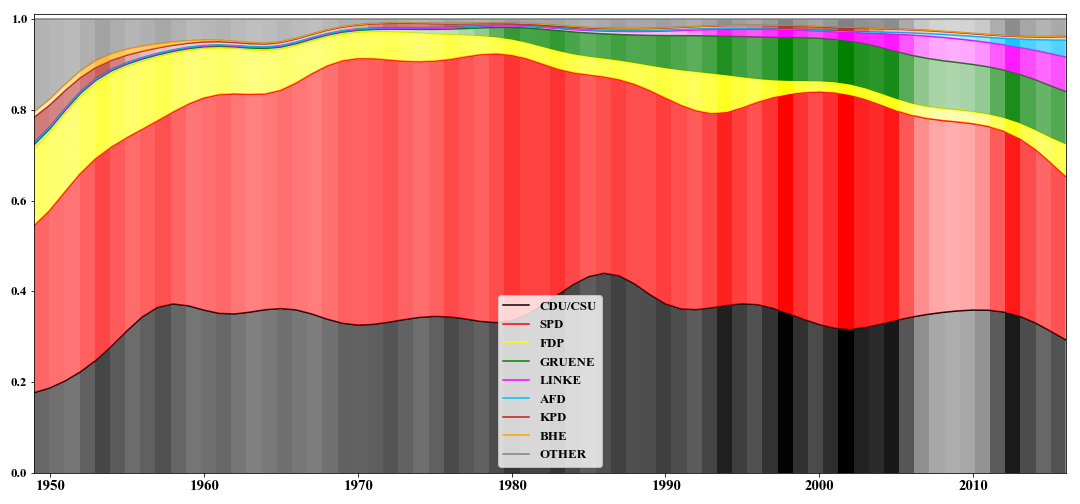 1.0
0.8
0.6
0.4
0.2
0.0
CDU/CSU
SPD
FDP
GRUENE
LINKE
AFD
KPD
BHE
OTHER
1950 1960 1970 1980 1990 2000 2010